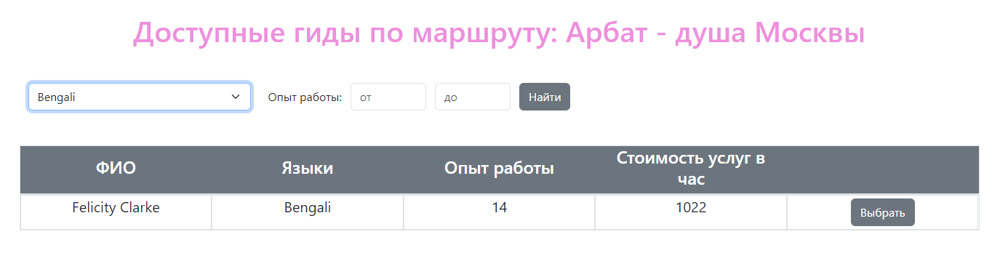 Доступные гиды по маршруту: Арбат - душа Москвы
Bengali Опыт работы: от до Найти
ФИО Языки Опыт работы Стоимость услуг в
час
Felicity Clarke Bengali 14 1022 Выбрать